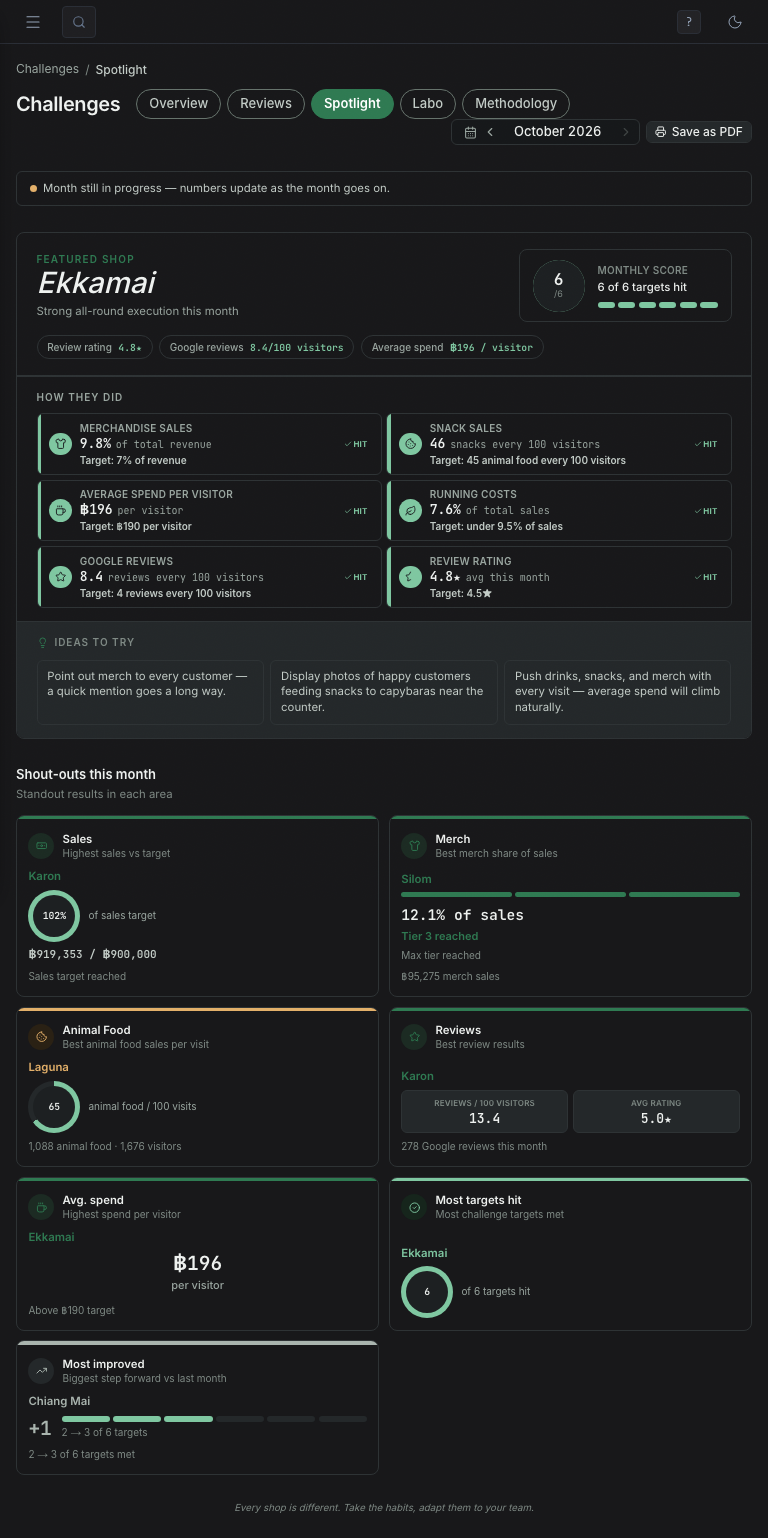 ?
Challenges / Spotlight
Challenges
Overview
Reviews
Spotlight
Labo
Methodology
October 2026
Save as PDF
Month still in progress — numbers update as the month goes on.
FEATURED SHOP
Ekkamai
Strong all-round execution this month
6
/6
MONTHLY SCORE
6 of 6 targets hit
Review rating 4.8★
Google reviews 8.4/100 visitors
Average spend ฿196 / visitor
HOW THEY DID
MERCHANDISE SALES
9.8% of total revenue
Target: 7% of revenue
✓ HIT
SNACK SALES
46 snacks every 100 visitors
Target: 45 animal food every 100 visitors
✓ HIT
AVERAGE SPEND PER VISITOR
฿196 per visitor
Target: ฿190 per visitor
✓ HIT
RUNNING COSTS
7.6% of total sales
Target: under 9.5% of sales
✓ HIT
GOOGLE REVIEWS
8.4 reviews every 100 visitors
Target: 4 reviews every 100 visitors
✓ HIT
REVIEW RATING
4.8★ avg this month
Target: 4.5★
✓ HIT
IDEAS TO TRY
Point out merch to every customer —
a quick mention goes a long way.
Display photos of happy customers
feeding snacks to capybaras near the
counter.
Push drinks, snacks, and merch with
every visit — average spend will climb
naturally.
Shout-outs this month
Standout results in each area
Sales
Highest sales vs target
Karon
102%
of sales target
฿919,353 / ฿900,000
Sales target reached
Merch
Best merch share of sales
Silom
12.1% of sales
Tier 3 reached
Max tier reached
฿95,275 merch sales
Animal Food
Best animal food sales per visit
Laguna
65
animal food / 100 visits
1,088 animal food · 1,676 visitors
Reviews
Best review results
Karon
REVIEWS / 100 VISITORS
13.4
AVG RATING
5.0★
278 Google reviews this month
Avg. spend
Highest spend per visitor
Ekkamai
฿196
per visitor
Above ฿190 target
Most targets hit
Most challenge targets met
Ekkamai
6
of 6 targets hit
Most improved
Biggest step forward vs last month
Chiang Mai
+1
2 → 3 of 6 targets
2 → 3 of 6 targets met
Every shop is different. Take the habits, adapt them to your team.